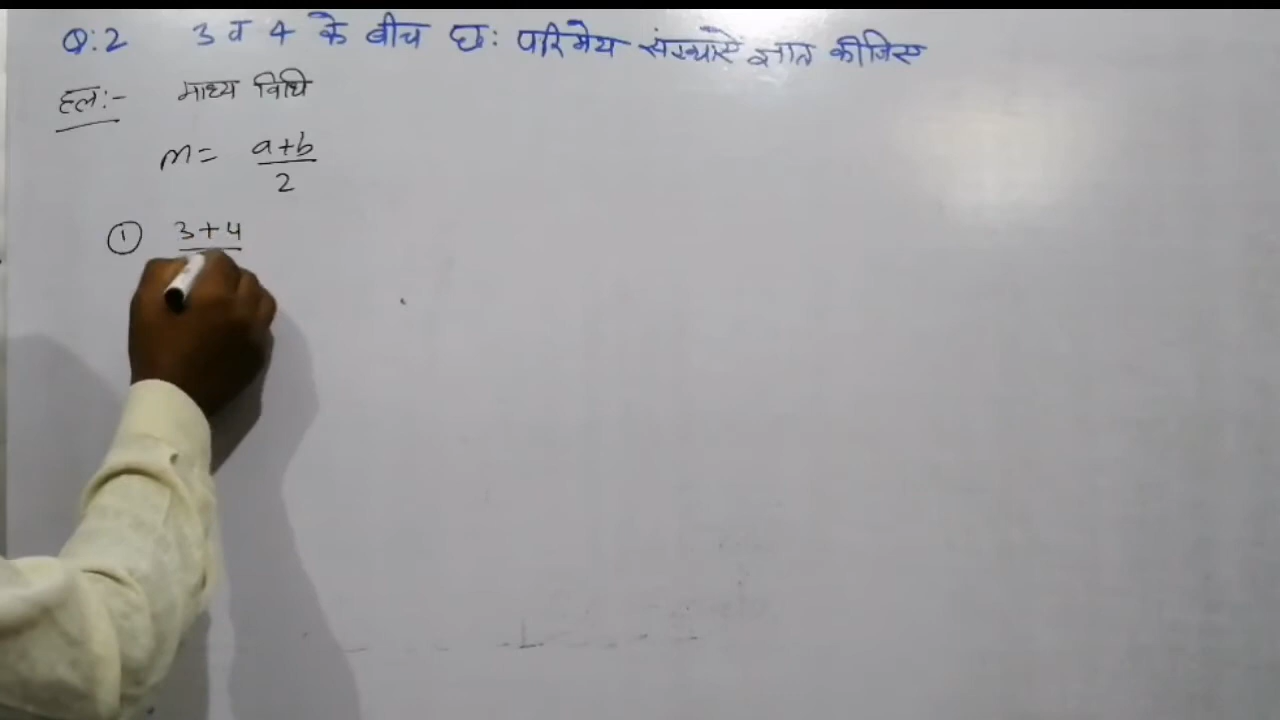 Q:2 3 व 4 के बीच छः परिमेय संख्याऐं ज्ञात कीजिए
हलः- माध्य विधि
m = a+b
2
① 3+4